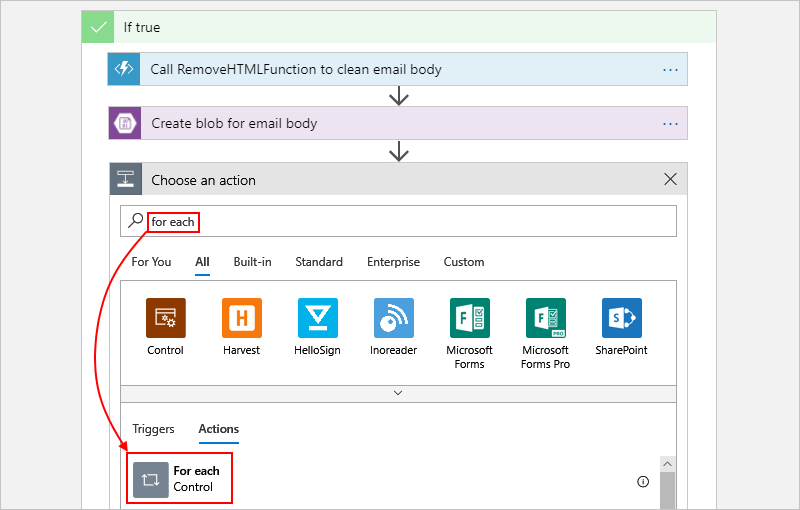 If true
Call RemoveHTMLFunction to clean email body
Create blob for email body
Choose an action
for each
For You All Built-in Standard Enterprise Custom
Control Harvest HelloSign Inoreader Microsoft Forms Microsoft Forms Pro SharePoint
Triggers Actions
For each
Control